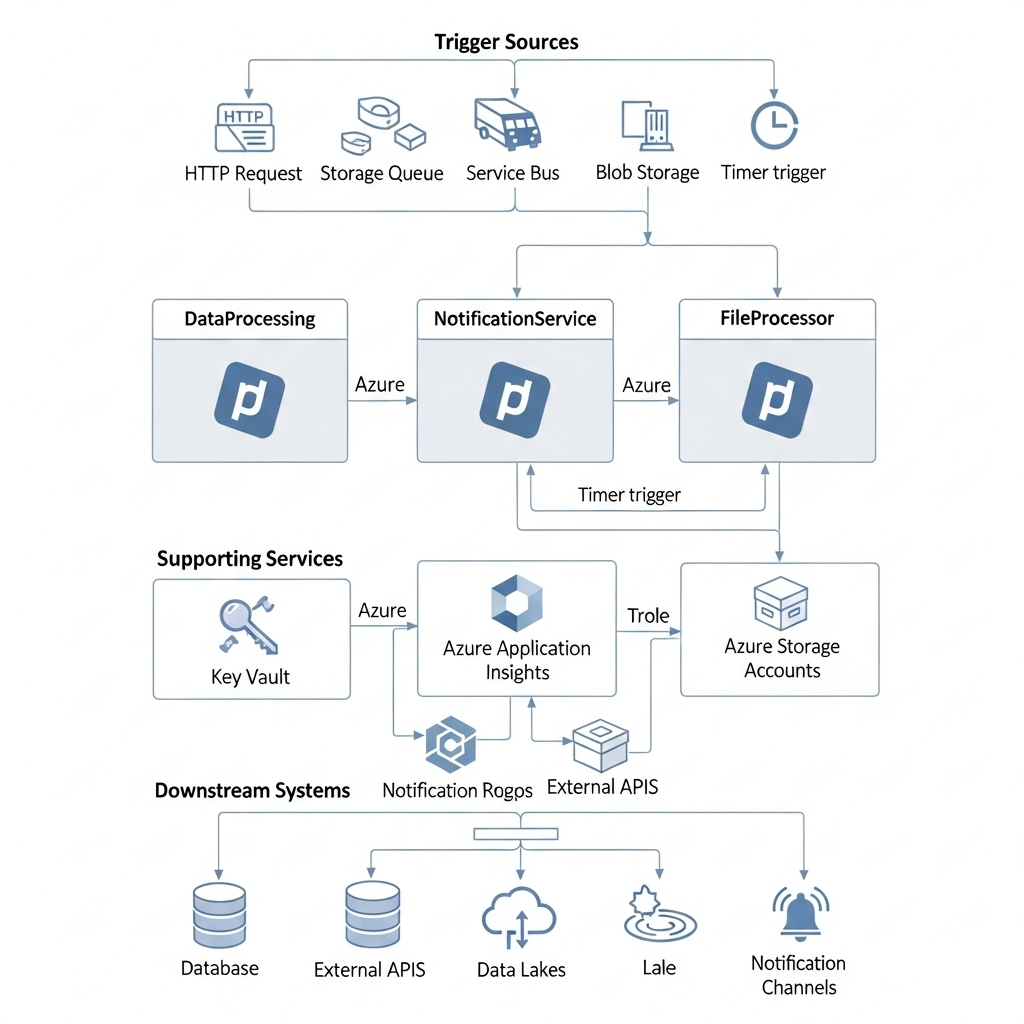 Trigger Sources
HTTP
HTTP Request
Storage Queue
Service Bus
Blob Storage
Timer trigger
DataProcessing
NotificationService
FileProcessor
Azure
Azure
Timer trigger
Supporting Services
Key Vault
Azure
Azure Application
Insights
Trole
Azure Storage
Accounts
Notification Rogps
External APIS
Downstream Systems
Database
External APIS
Data Lakes
Lale
Notification
Channels